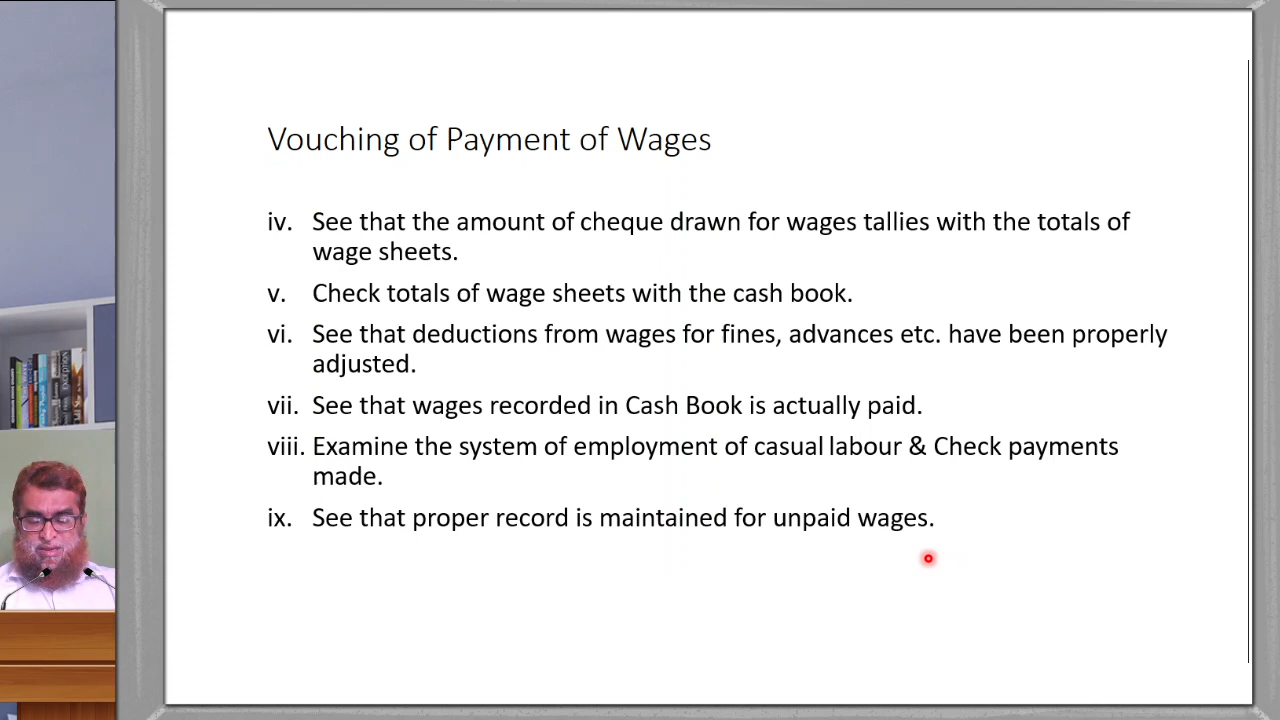 Vouching of Payment of Wages
iv. See that the amount of cheque drawn for wages tallies with the totals of
wage sheets.
v. Check totals of wage sheets with the cash book.
vi. See that deductions from wages for fines, advances etc. have been properly
adjusted.
vii. See that wages recorded in Cash Book is actually paid.
viii. Examine the system of employment of casual labour & Check payments
made.
ix. See that proper record is maintained for unpaid wages.